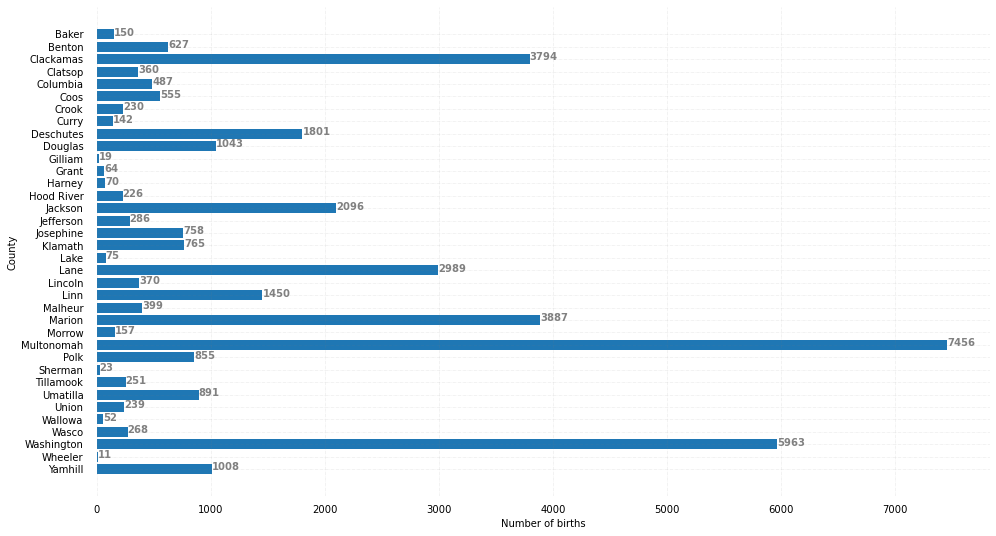 Baker 150
Benton 627
Clackamas 3794
Clatsop 360
Columbia 487
Coos 555
Crook 230
Curry 142
Deschutes 1801
Douglas 1043
Gilliam 19
Grant 64
Harney 70
Hood River 226
Jackson 2096
Jefferson 286
Josephine 758
Klamath 765
Lake 75
Lane 2989
Lincoln 370
Linn 1450
Malheur 399
Marion 3887
Morrow 157
Multonomah 7456
Polk 855
Sherman 23
Tillamook 251
Umatilla 891
Union 239
Wallowa 52
Wasco 268
Washington 5963
Wheeler 11
Yamhill 1008
County
0 1000 2000 3000 4000 5000 6000 7000
Number of births